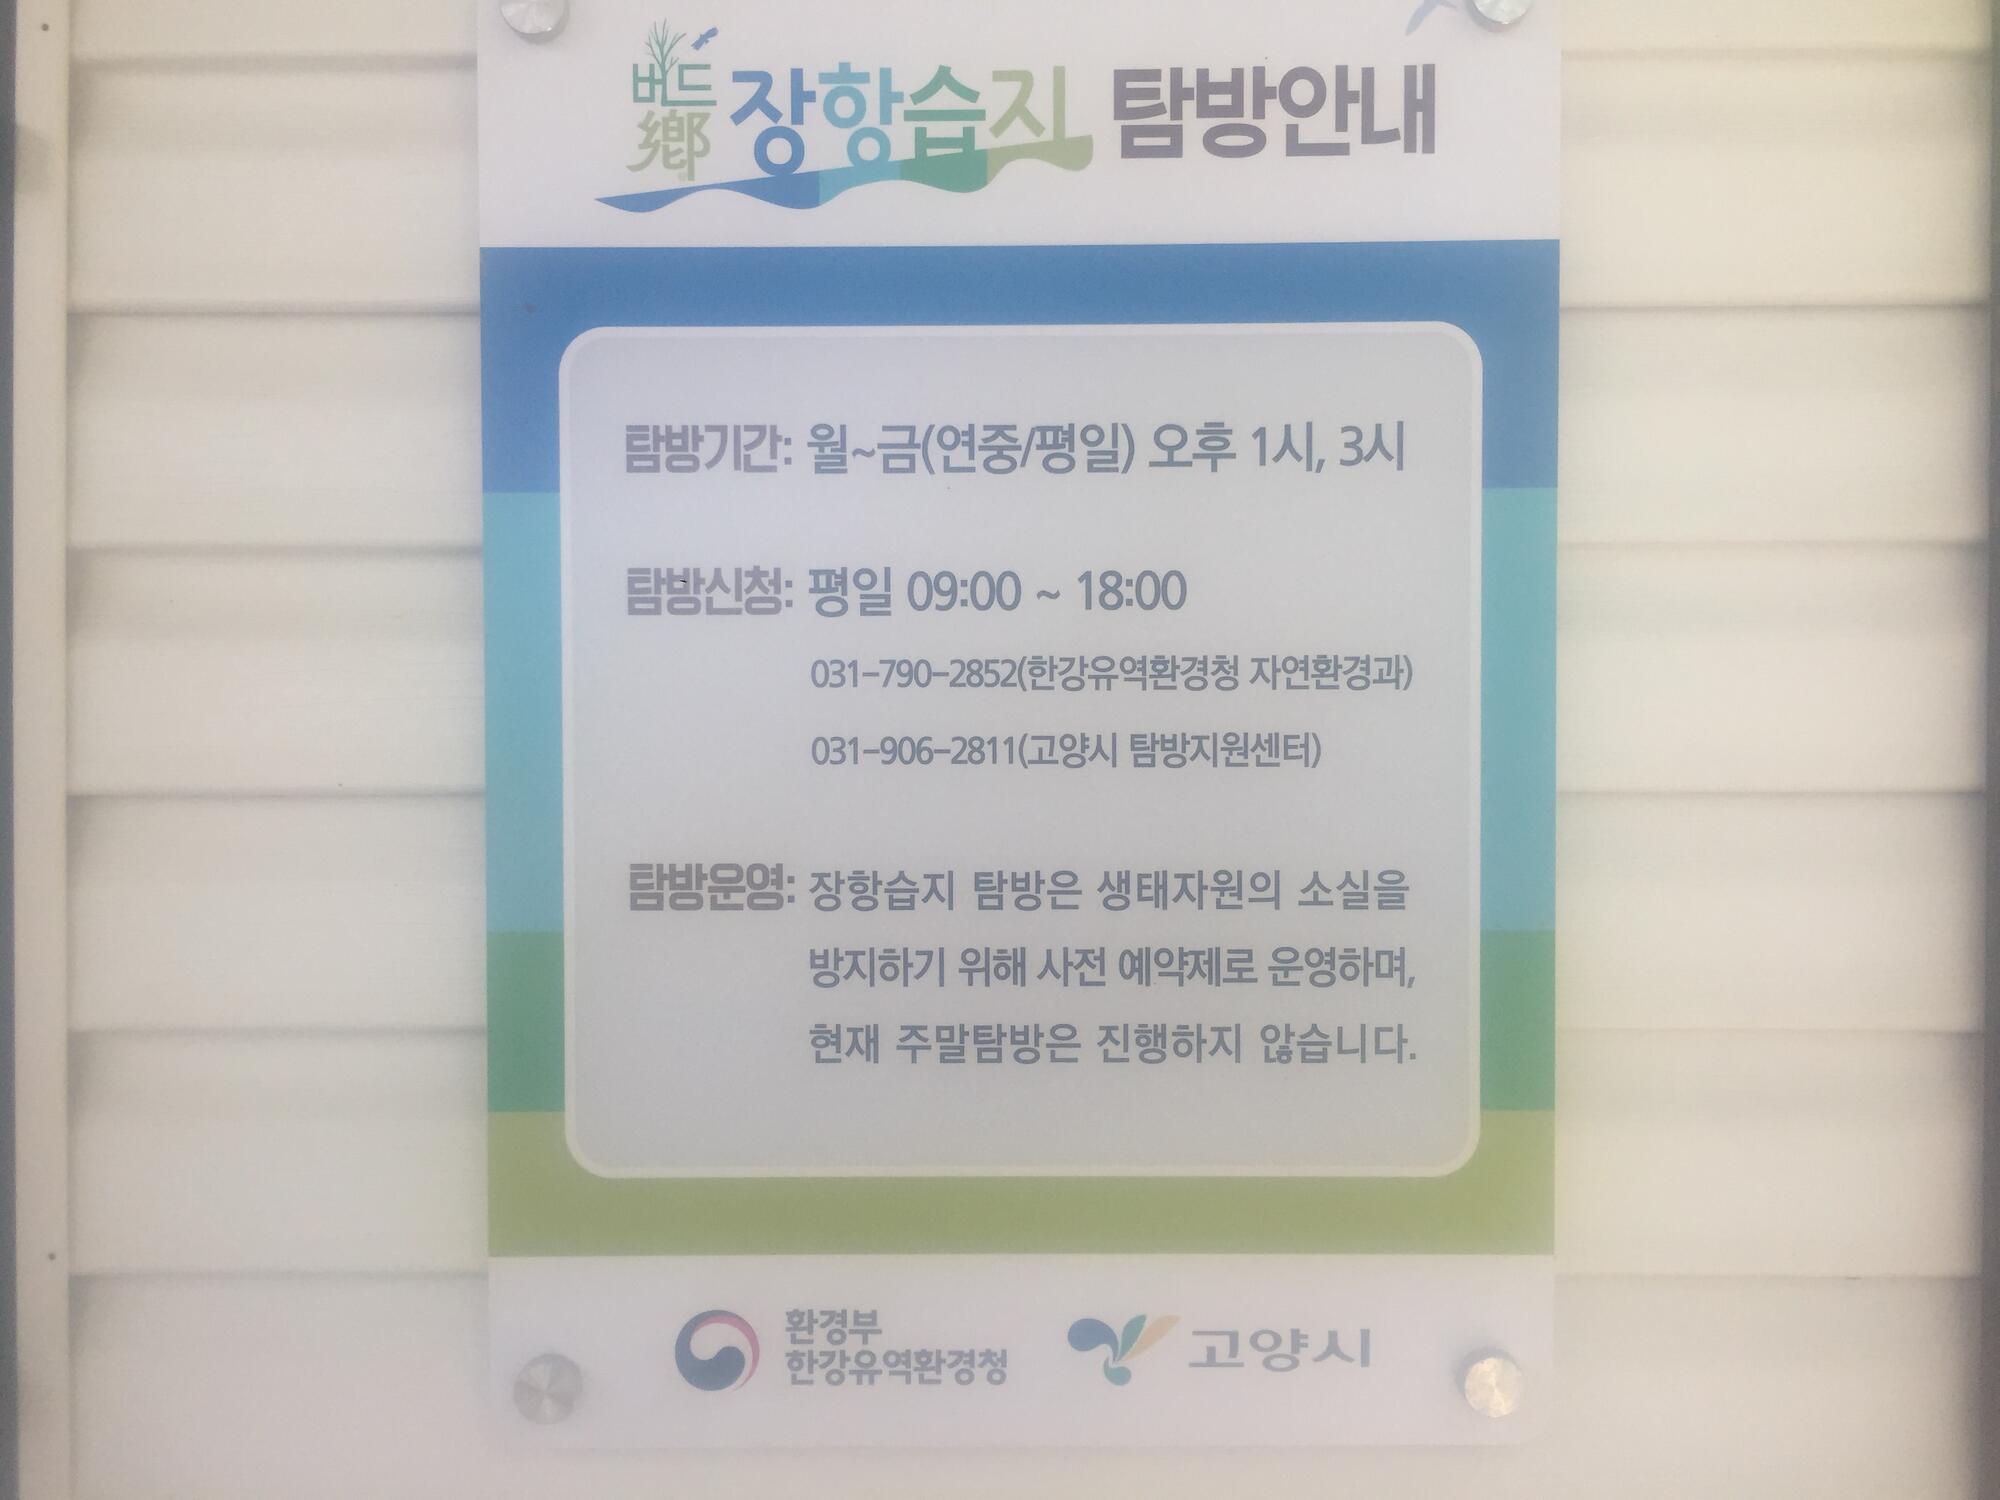 버드
鄕
장항습지 탐방안내
탐방기간: 월~금(연중/평일) 오후 1시, 3시
탐방신청: 평일 09:00 ~ 18:00
031-790-2852(한강유역환경청 자연환경과)
031-906-2811(고양시 탐방지원센터)
탐방운영: 장항습지 탐방은 생태자원의 소실을
방지하기 위해 사전 예약제로 운영하며,
현재 주말탐방은 진행하지 않습니다.
환경부
한강유역환경청
고양시